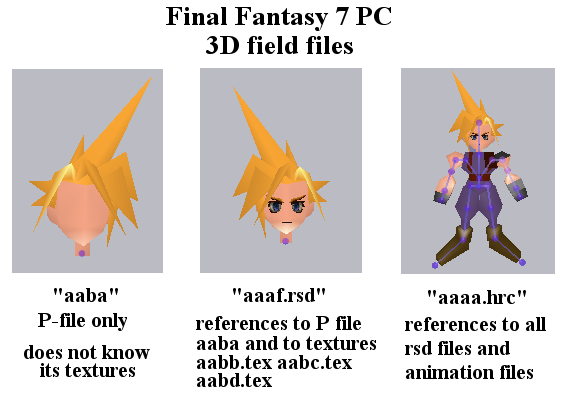 Final Fantasy 7 PC
3D field files
"aaba"
P-file only
does not know
its textures
"aaaf.rsd"
references to P file
aaba and to textures
aabb.tex aabc.tex
aabd.tex
"aaaa.hrc"
references to all
rsd files and
animation files